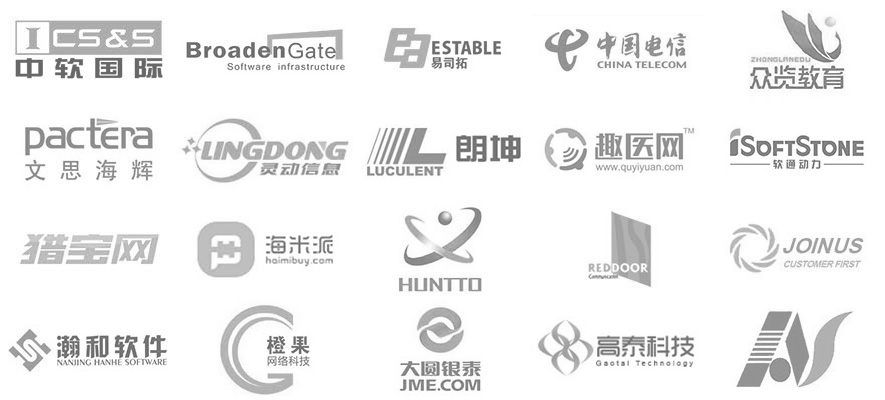 ICS&S
中软国际
BroadenGate
Software infrastructure
ESTABLE
易司拓
中国电信
CHINA TELECOM
ZHONGLANEDU
众览教育
pactera
文思海辉
LINGDONG
灵动信息
LUCULENT
朗坤
趣医网™
www.quyiyuan.com
iSOFTSTONE
软通动力
猎宝网
海米派
haimibuy.com
HUNTTO
REDDOOR
Communication
JOINUS
CUSTOMER FIRST
瀚和软件
NANJING HANHE SOFTWARE
橙果
网络科技
大圆银泰
JME.COM
高泰科技
Gaotai Technology